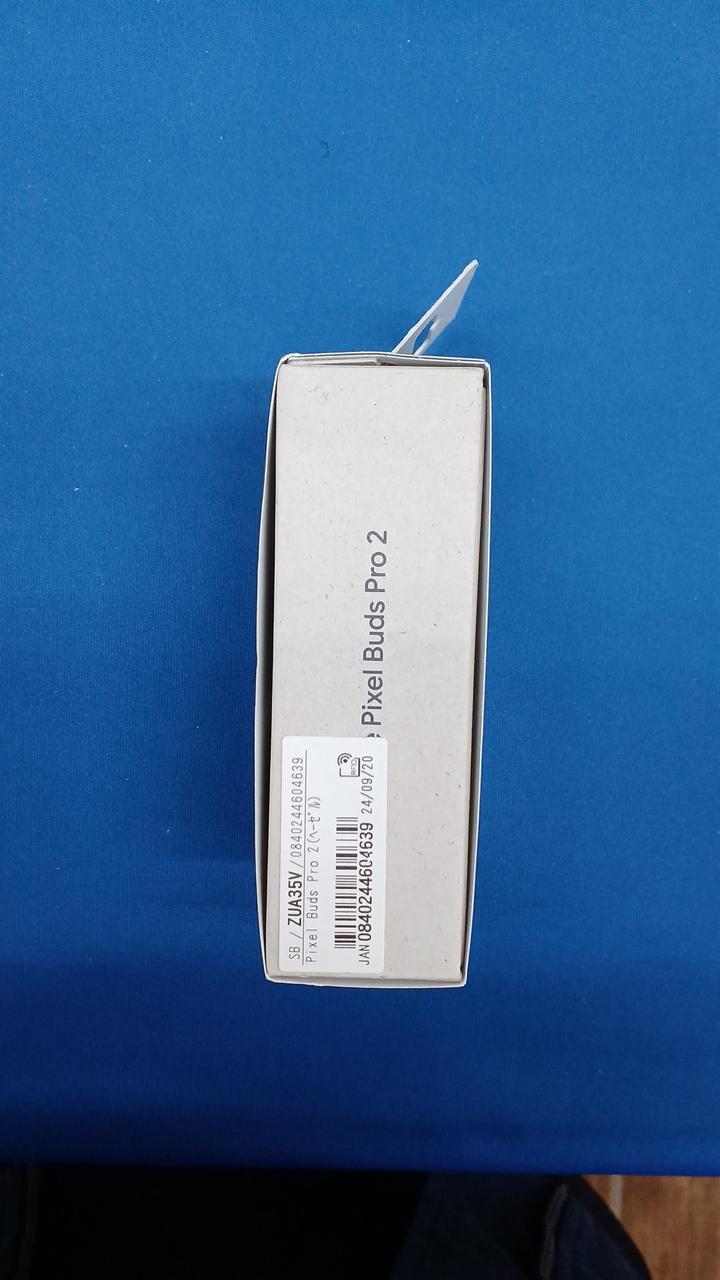 e Pixel Buds Pro 2
SB / ZUA35V / 0840244604639
Pixel Buds Pro 2(ﾍｰｾﾞﾙ)
RFID
JAN 0840244604639 24/09/20